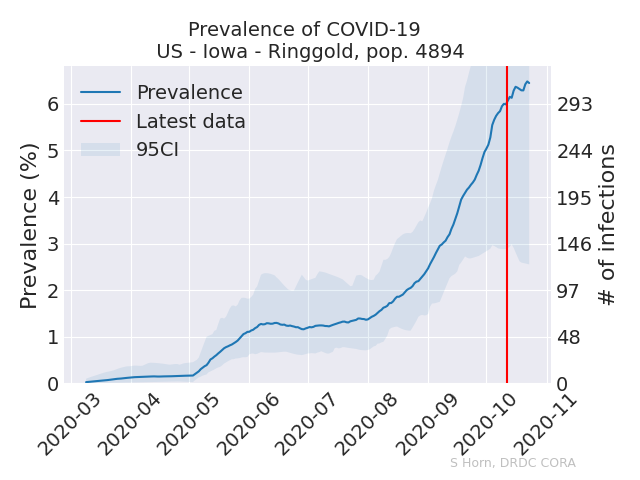 Prevalence of COVID-19
US - Iowa - Ringgold, pop. 4894
Prevalence
Latest data
95CI
Prevalence (%)
6
5
4
3
2
1
0
293
244
195
146
97
48
0
# of infections
2020-03
2020-04
2020-05
2020-06
2020-07
2020-08
2020-09
2020-10
2020-11
S Horn, DRDC CORA